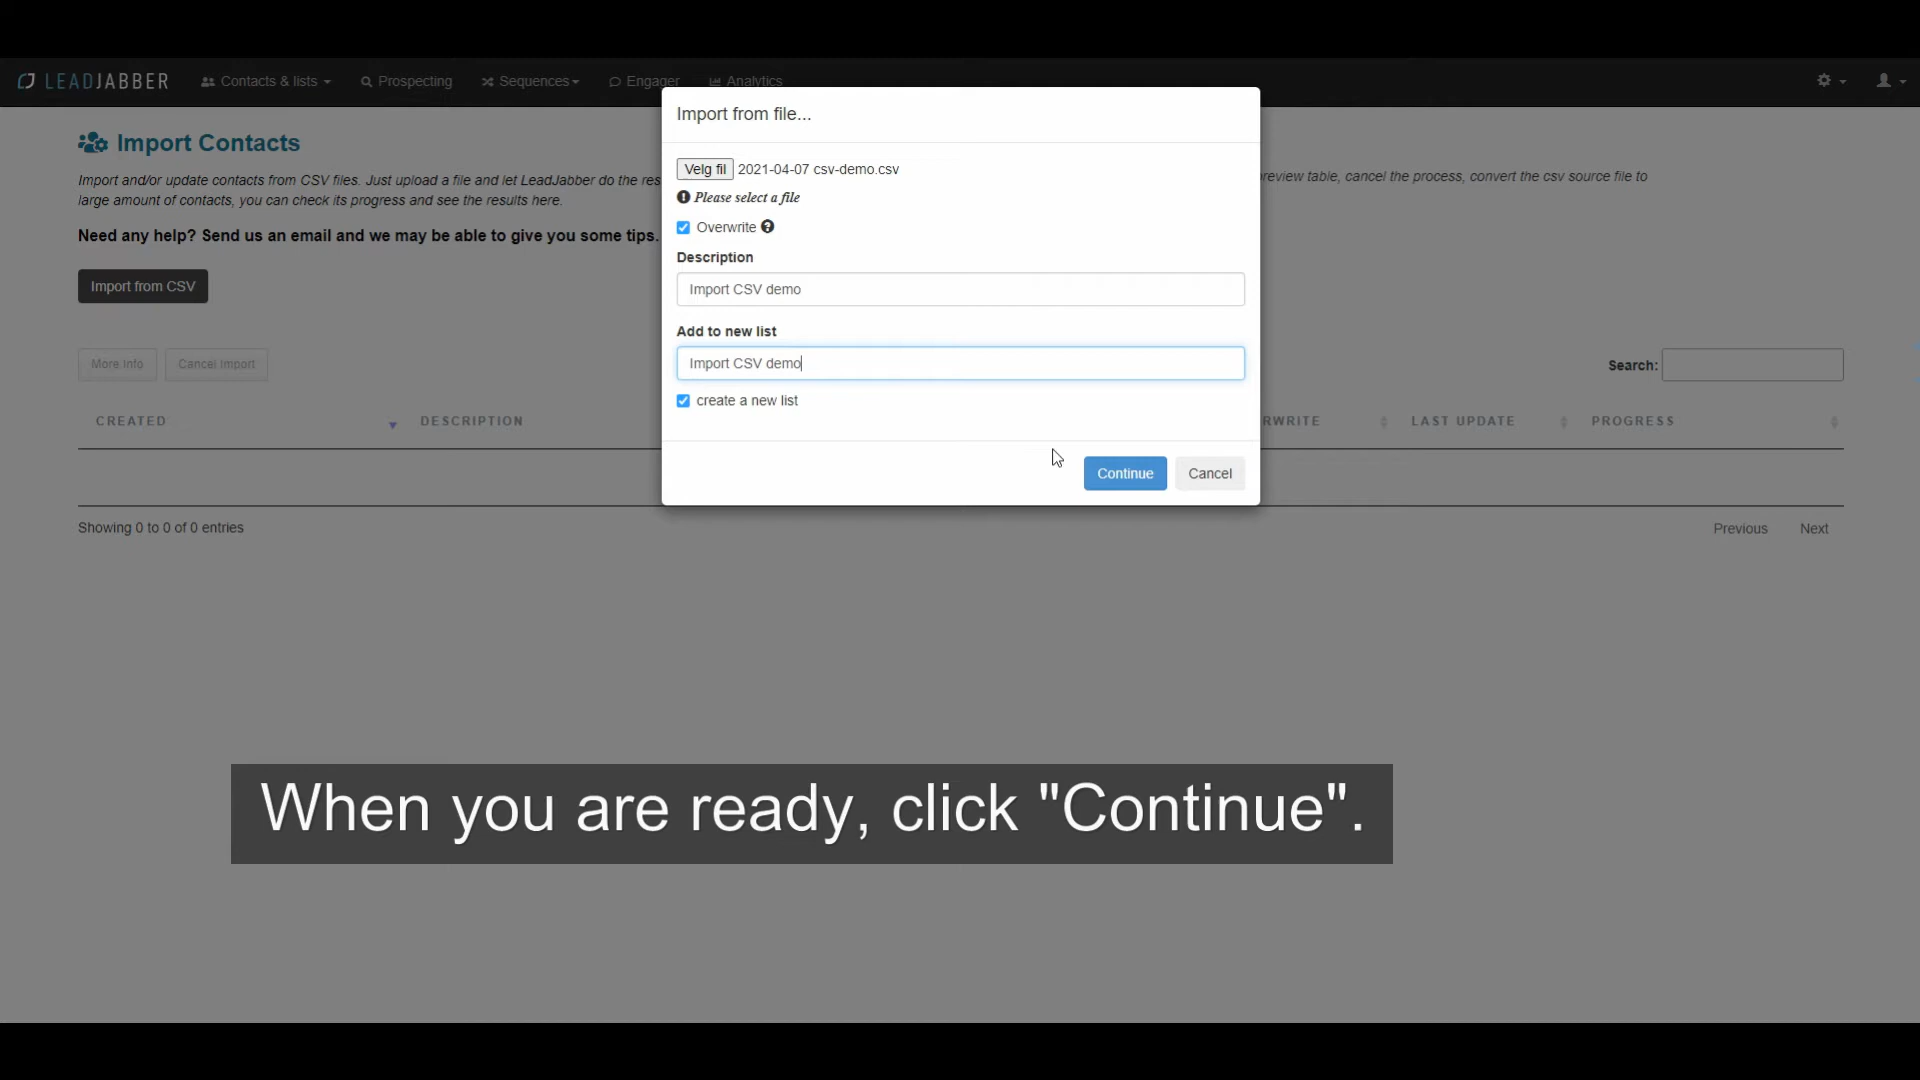 LEADJABBER Contacts & lists Prospecting Sequences Engager Analytics
Import from file...
Import Contacts
Velg fil 2021-04-07 csv-demo.csv
Import and/or update contacts from CSV files. Just upload a file and let LeadJabber do the res
review table, cancel the process, convert the csv source file to
large amount of contacts, you can check its progress and see the results here.
Please select a file
Need any help? Send us an email and we may be able to give you some tips.
Overwrite
Description
Import from CSV
Import CSV demo
Add to new list
More Info Cancel Import
Import CSV demo
Search:
create a new list
CREATED DESCRIPTION RWRITE LAST UPDATE PROGRESS
Continue Cancel
Showing 0 to 0 of 0 entries
Previous Next
When you are ready, click "Continue".